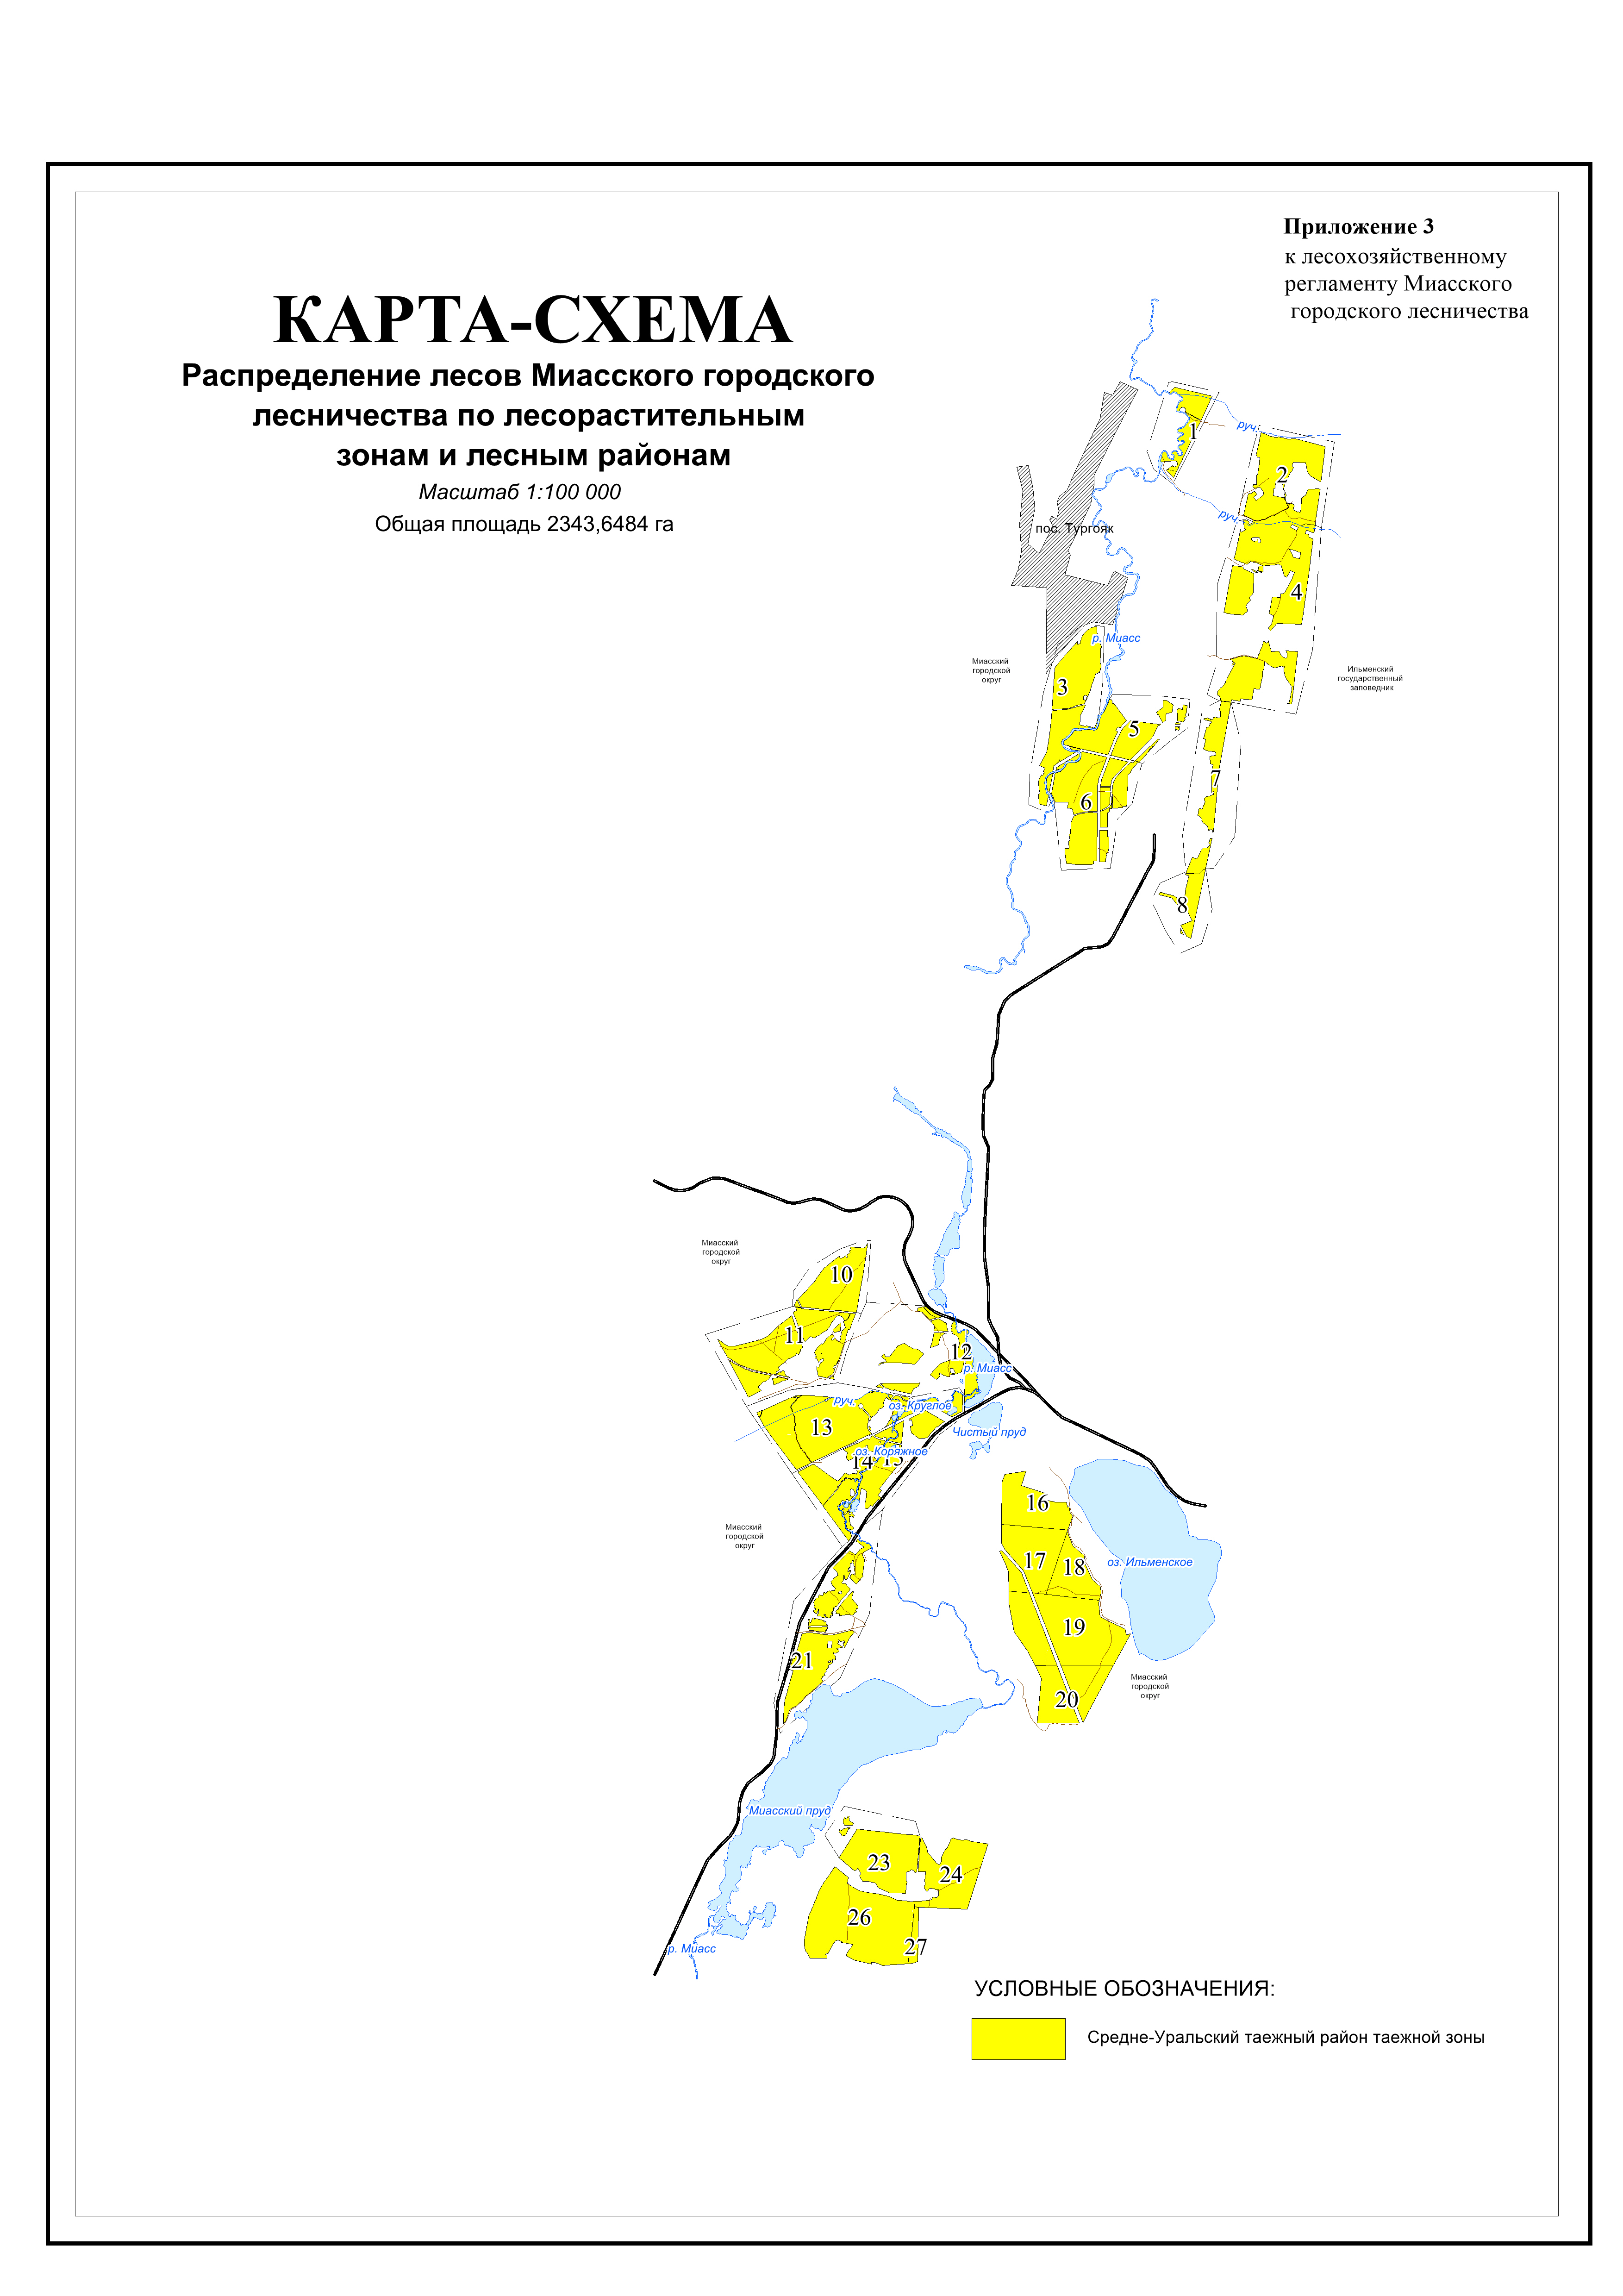 Приложение 3
к лесохозяйственному
регламенту Миасского
городского лесничества
КАРТА-СХЕМА
Распределение лесов Миасского городского
лесничества по лесорастительным
зонам и лесным районам
Масштаб 1:100 000
Общая площадь 2343,6484 га
1
руч.
2
руч.
пос. Тургояк
4
р. Миасс
Миасский
городской
округ
Ильменский
государственный
заповедник
3
5
7
6
8
Миасский
городской
округ
10
11
12
р. Миасс
руч.
оз. Круглое
13
Чистый пруд
оз. Коряжное
14
15
16
Миасский
городской
округ
17
18
оз. Ильменское
19
21
Миасский
городской
округ
20
Миасский пруд
23
24
26
27
р. Миасс
УСЛОВНЫЕ ОБОЗНАЧЕНИЯ:
Средне-Уральский таежный район таежной зоны